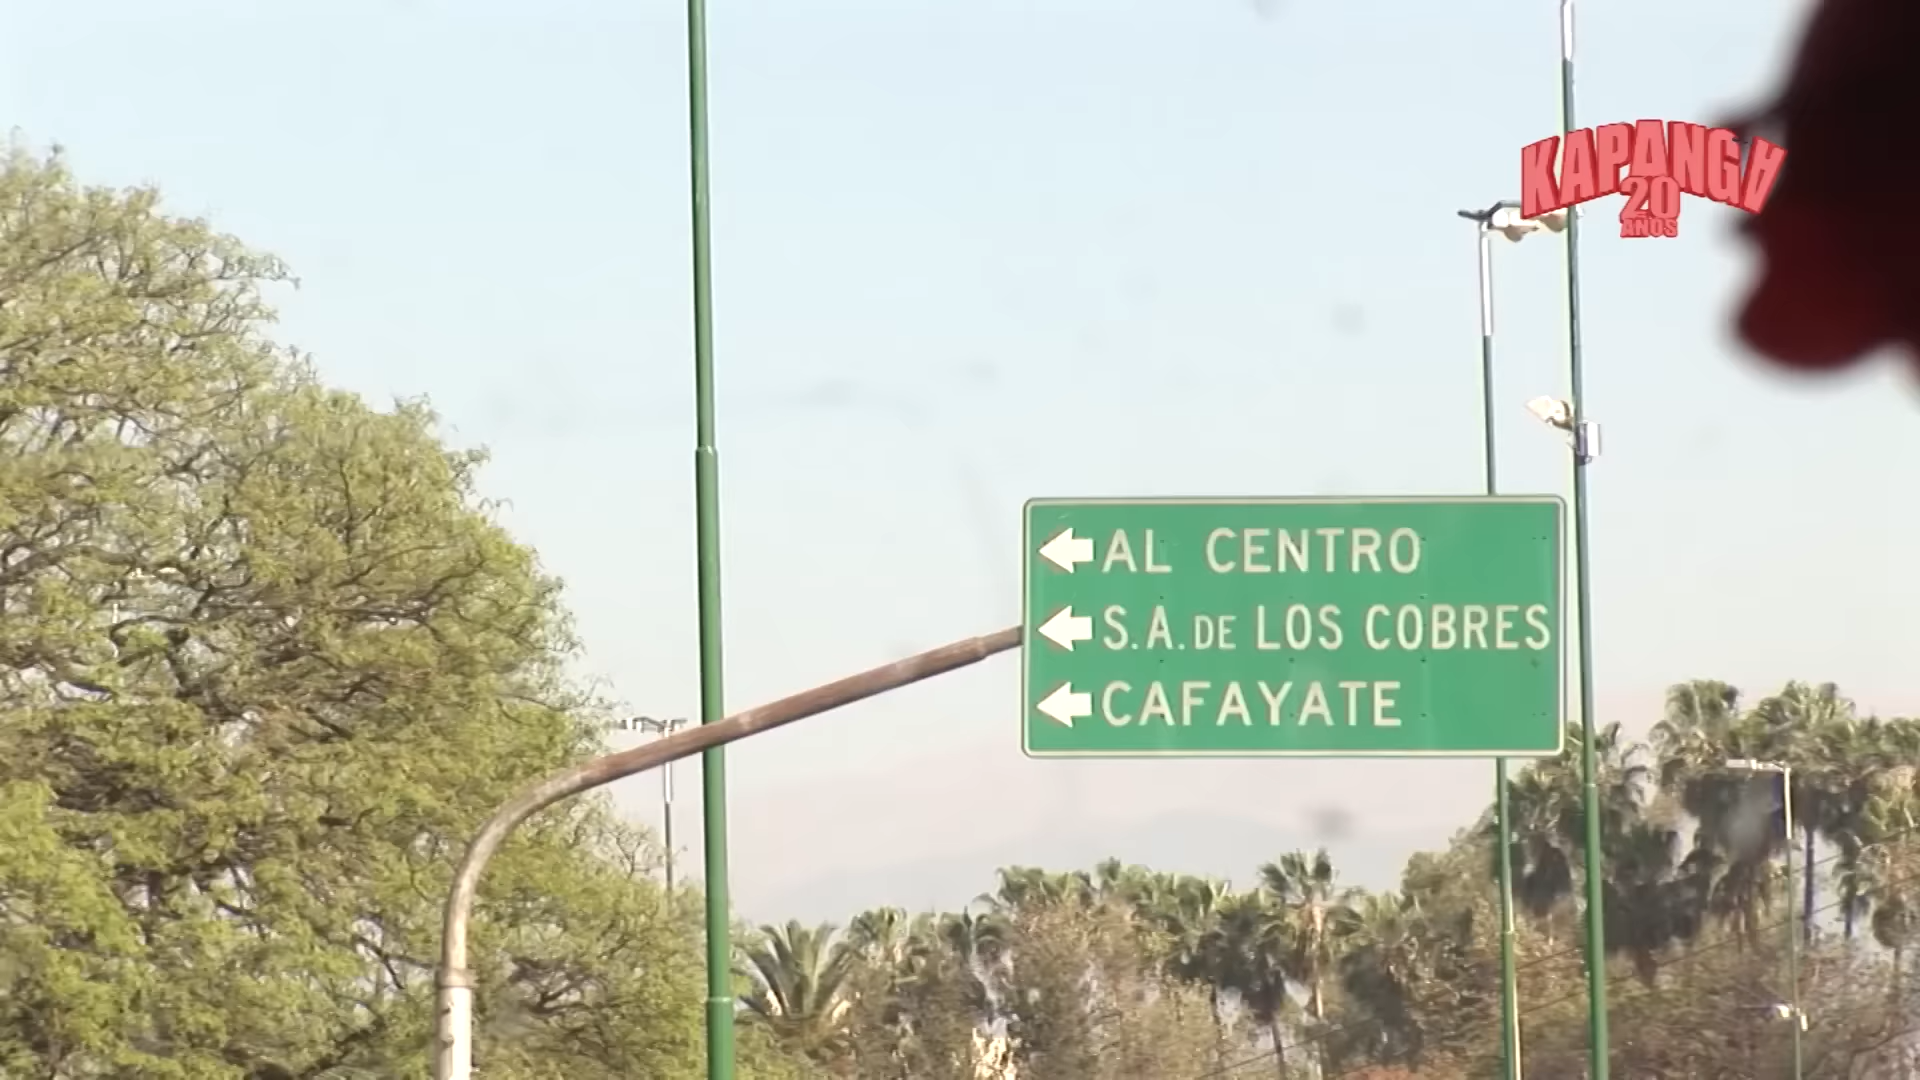 KAPANGA
20
AÑOS
AL CENTRO
S.A. DE LOS COBRES
CAFAYATE